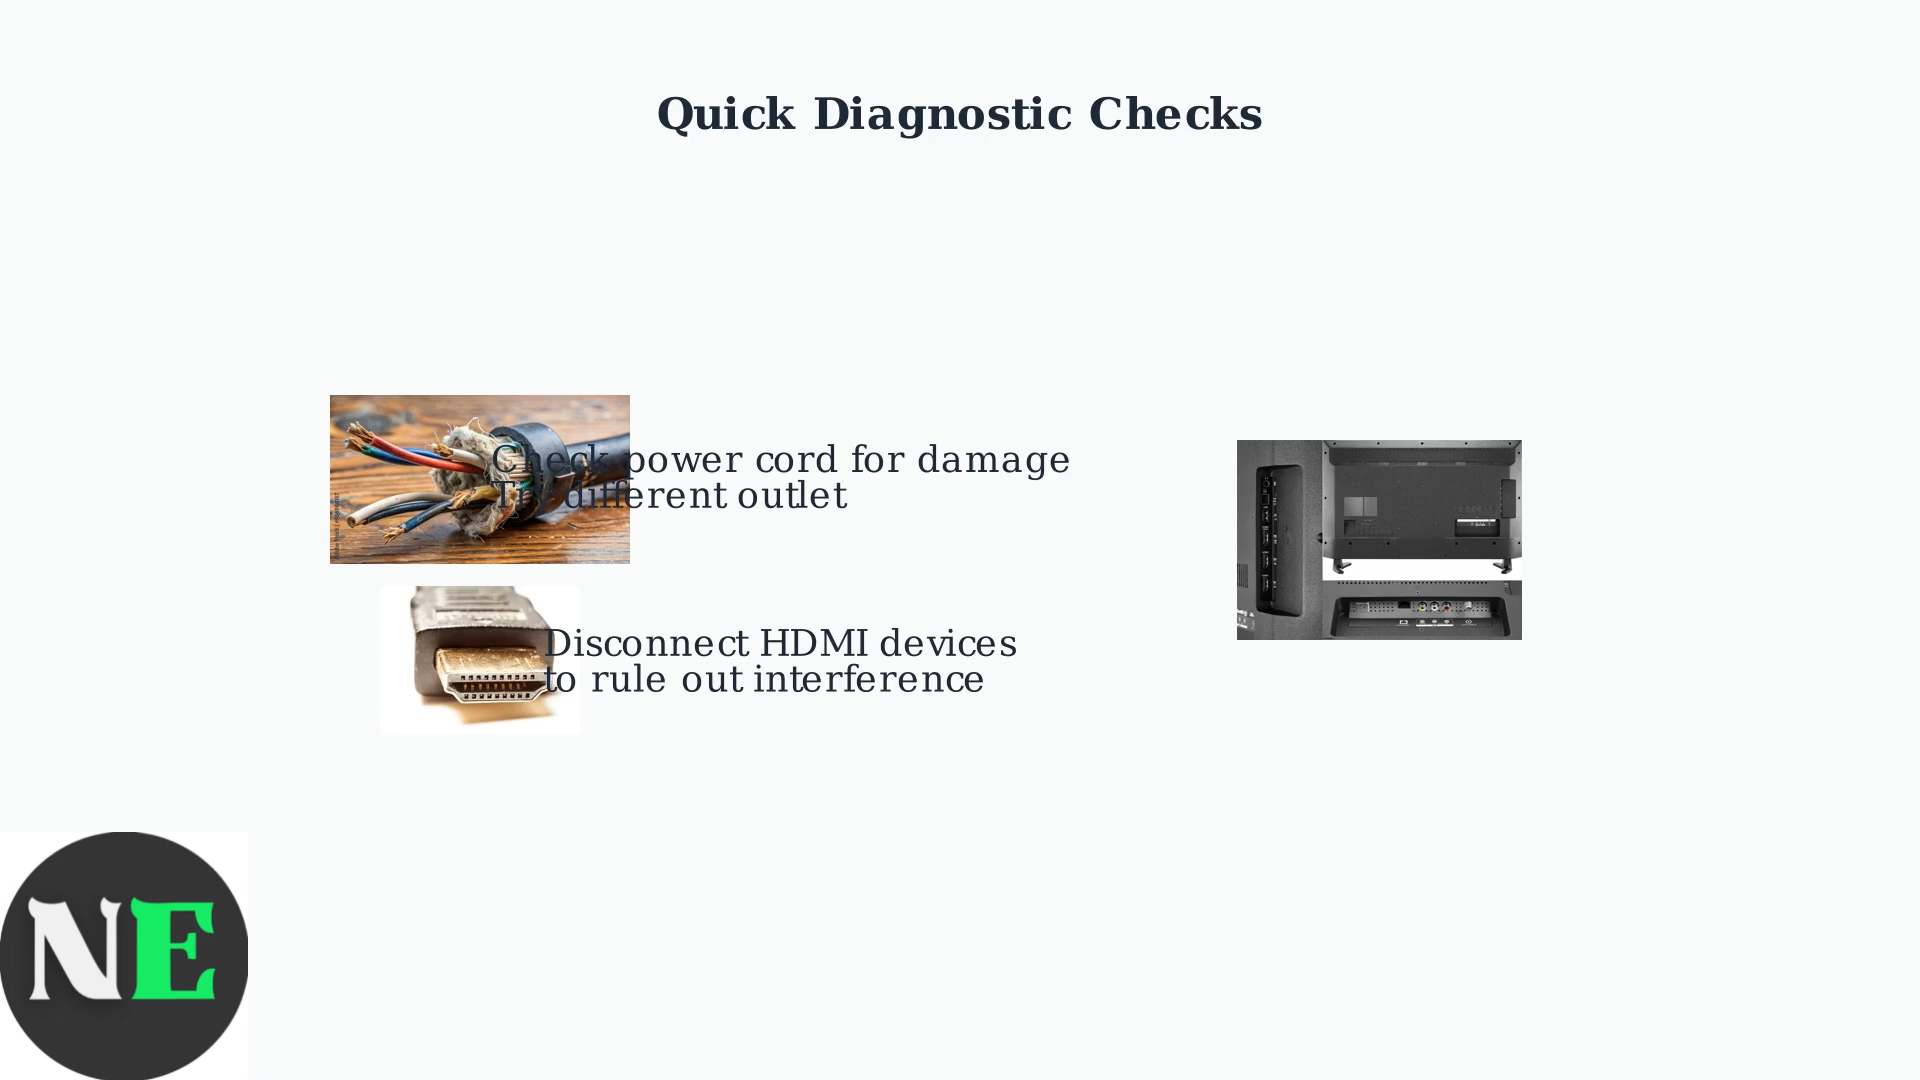 Quick Diagnostic Checks
Check power cord for damage
Try different outlet
Disconnect HDMI devices
to rule out interference
NE